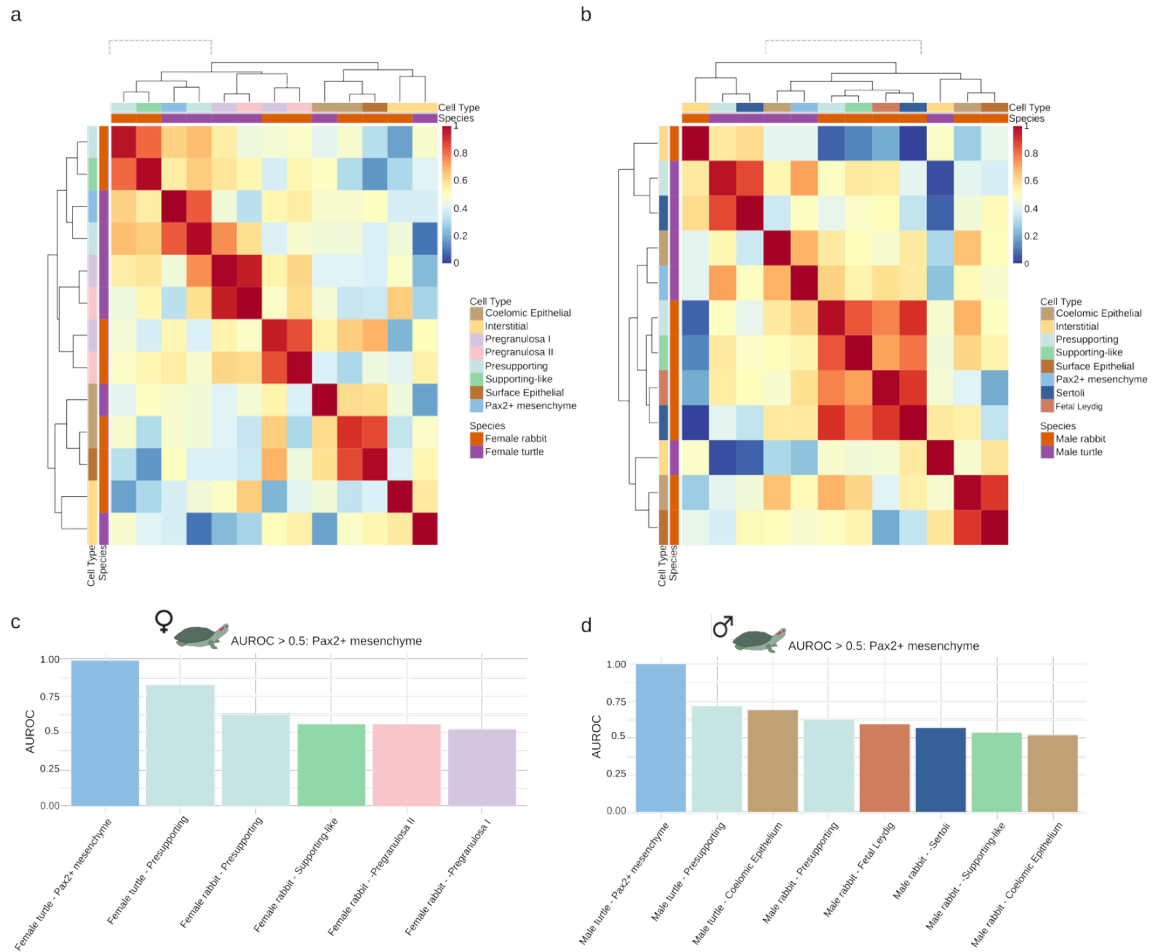 a
b
Cell Type
Species
1
0.8
0.6
0.4
0.2
0
Cell Type
Coelomic Epithelial
Interstitial
Pregranulosa I
Pregranulosa II
Presupporting
Supporting-like
Surface Epithelial
Pax2+ mesenchyme
Species
Female rabbit
Female turtle
Cell Type
Species
Cell Type
Species
1
0.8
0.6
0.4
0.2
0
Cell Type
Coelomic Epithelial
Interstitial
Presupporting
Supporting-like
Surface Epithelial
Pax2+ mesenchyme
Sertoli
Fetal Leydig
Species
Male rabbit
Male turtle
Cell Type
Species
c
♀
AUROC > 0.5: Pax2+ mesenchyme
AUROC
1.00
0.75
0.5
0.25
0.00
Female turtle - Pax2+ mesenchyme
Female turtle - Presupporting
Female rabbit - Presupporting
Female rabbit - Supporting-like
Female rabbit - -Pregranulosa II
Female rabbit - -Pregranulosa I
d
♂
AUROC > 0.5: Pax2+ mesenchyme
AUROC
1.00
0.75
0.5
0.25
0.00
Male turtle - Pax2+ mesenchyme
Male turtle - Presupporting
Male turtle - Coelomic Epithelium
Male rabbit - Presupporting
Male rabbit - Fetal Leydig
Male rabbit - -Sertoli
Male rabbit - -Supporting-like
Male rabbit - Coelomic Epithelium